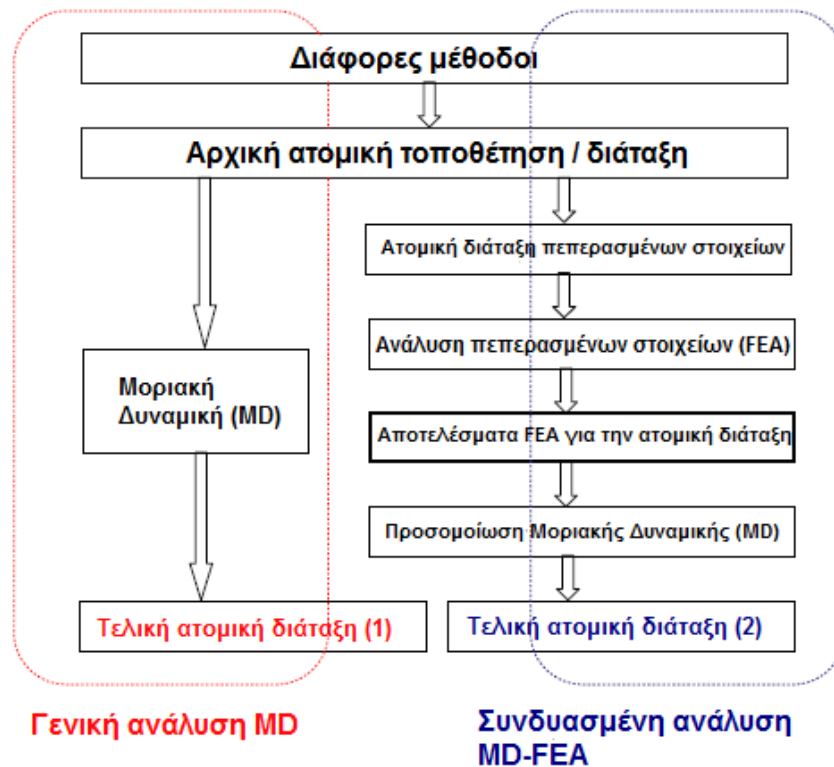 Διάφορες μέθοδοι
Αρχική ατομική τοποθέτηση / διάταξη
Ατομική διάταξη πεπερασμένων στοιχείων
Ανάλυση πεπερασμένων στοιχείων (FEA)
Μοριακή
Δυναμική (MD)
Αποτελέσματα FEA για την ατομική διάταξη
Προσομοίωση Μοριακής Δυναμικής (MD)
Τελική ατομική διάταξη (1)
Τελική ατομική διάταξη (2)
Γενική ανάλυση MD
Συνδυασμένη ανάλυση
MD-FEA